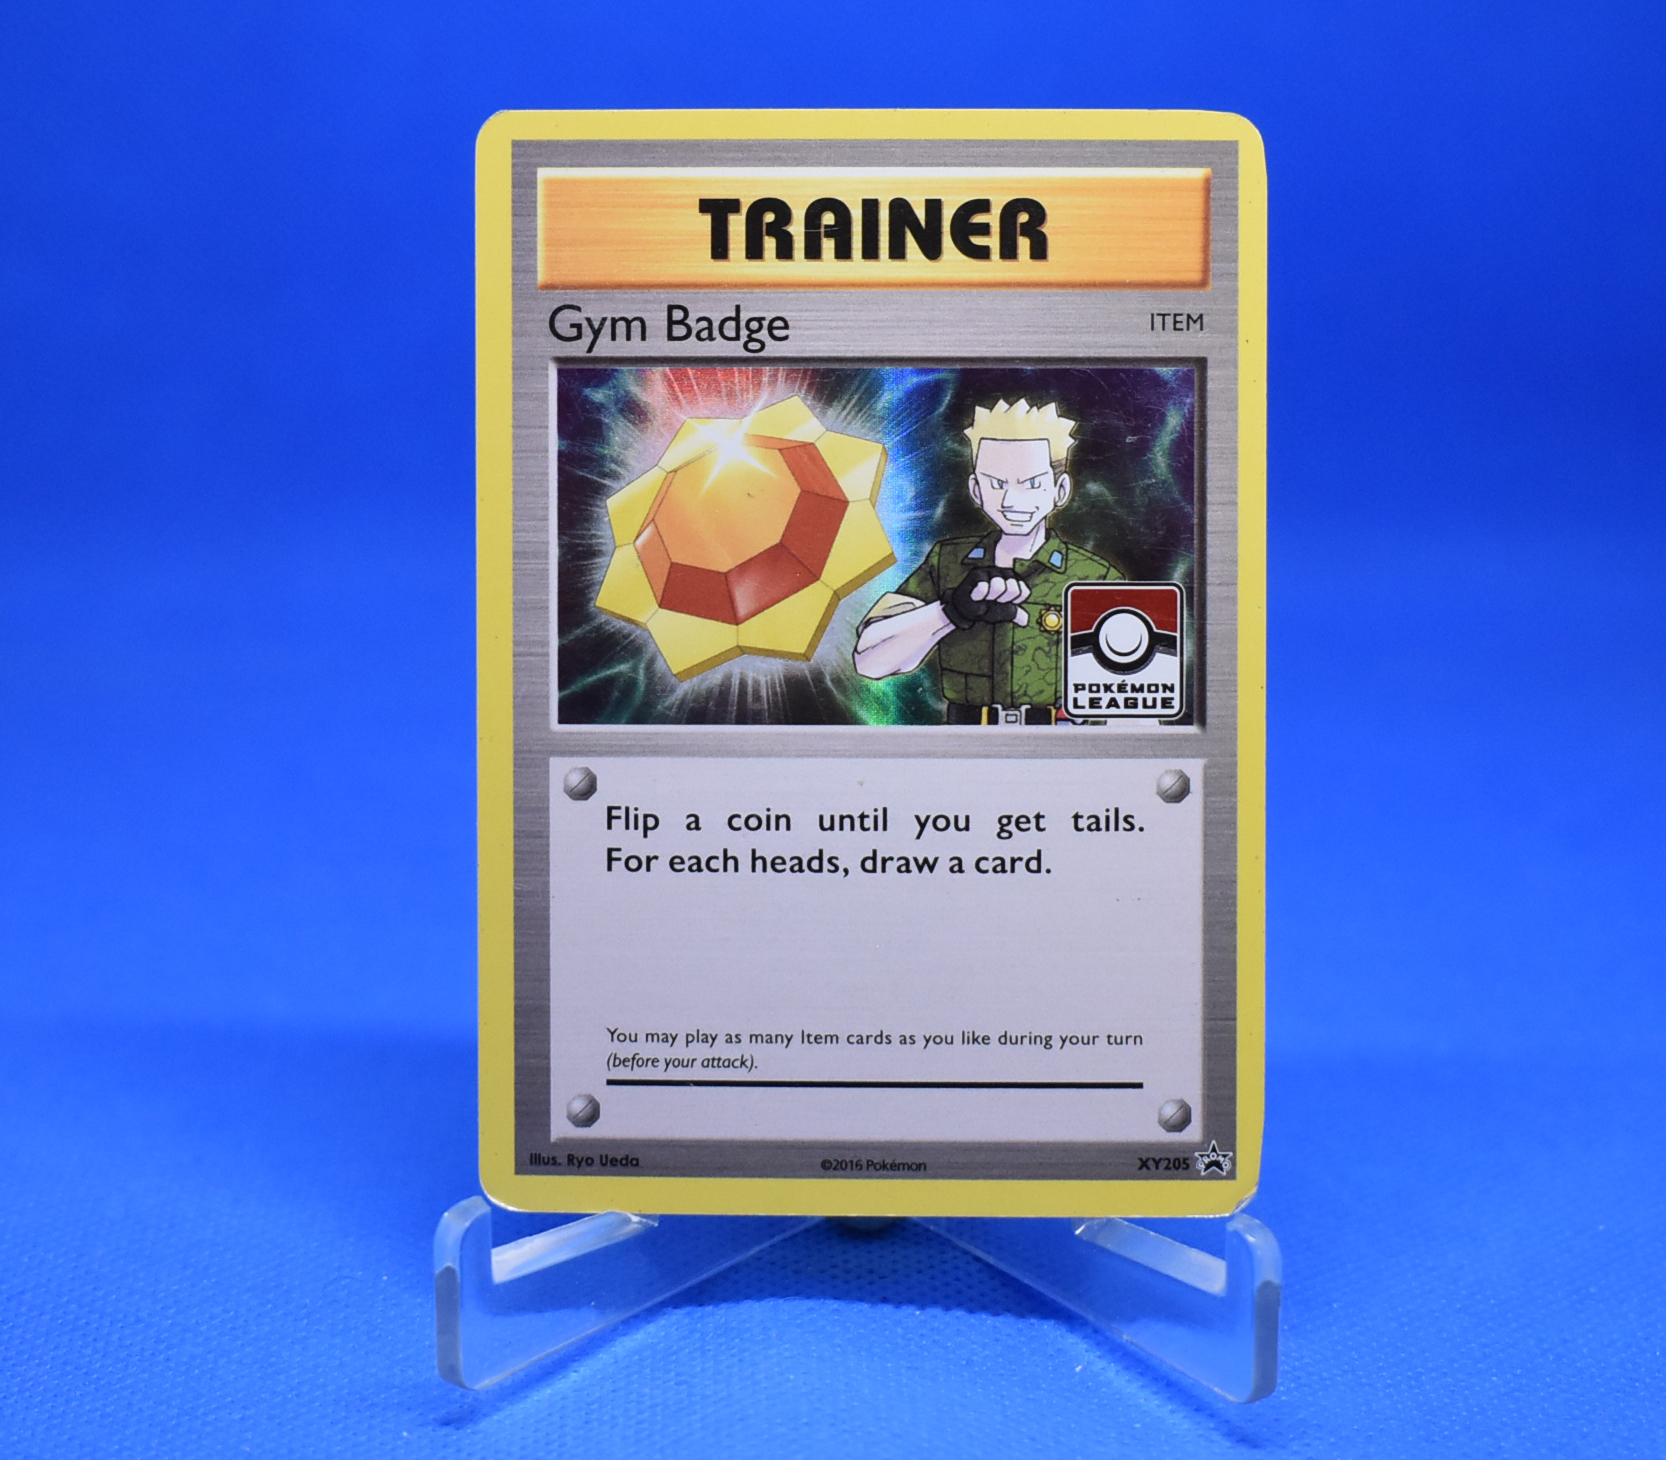 TRAINER
Gym Badge
ITEM
POKÉMON
LEAGUE
Flip a coin until you get tails.
For each heads, draw a card.
You may play as many Item cards as you like during your turn
(before your attack).
Illus. Ryo Ueda
©2016 Pokémon
XY205
PROMO